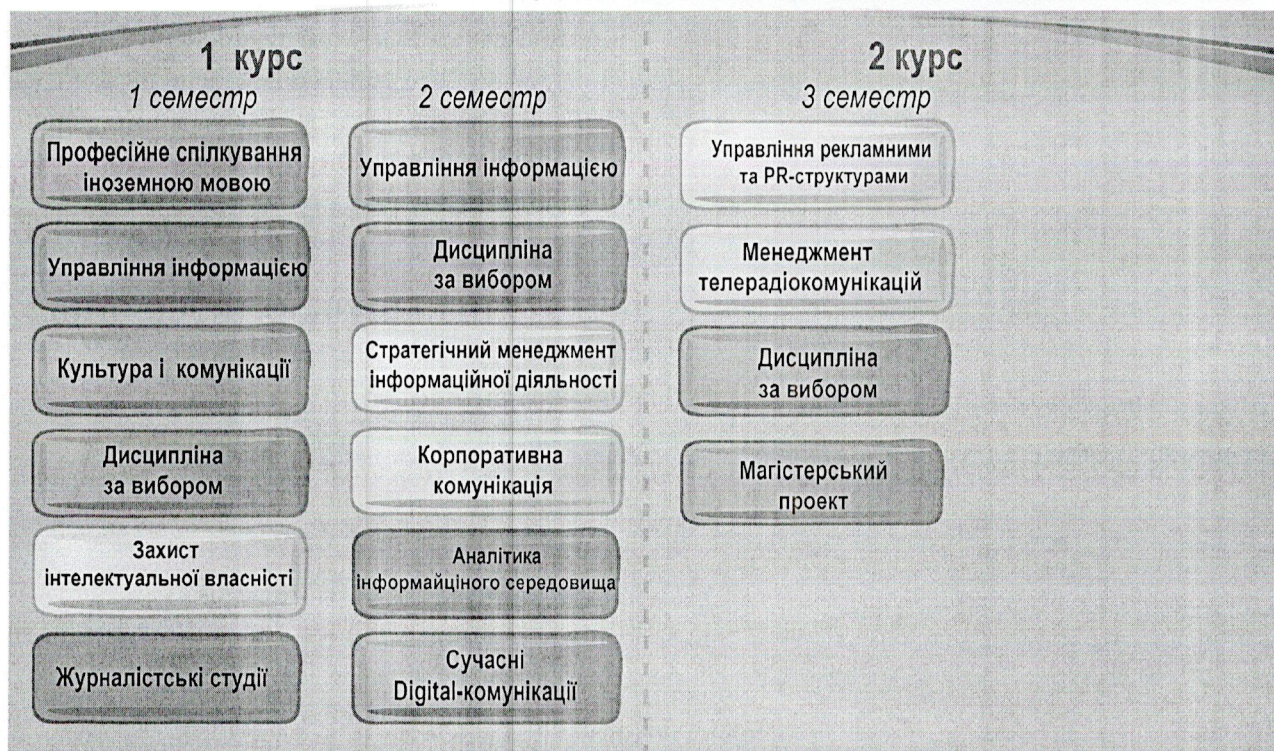 1 курс
1 семестр
Професійне спілкування
іноземною мовою
Управління інформацією
Культура і комунікації
Дисципліна
за вибором
Захист
інтелектуальної власністі
Журналістські студії
2 семестр
Управління інформацією
Дисципліна
за вибором
Стратегічний менеджмент
інформаційної діяльності
Корпоративна
комунікація
Аналітика
інформайціного середовища
Сучасні
Digital-комунікації
2 курс
3 семестр
Управління рекламними
та PR-структурами
Менеджмент
телерадіокомунікацій
Дисципліна
за вибором
Магістерський
проект